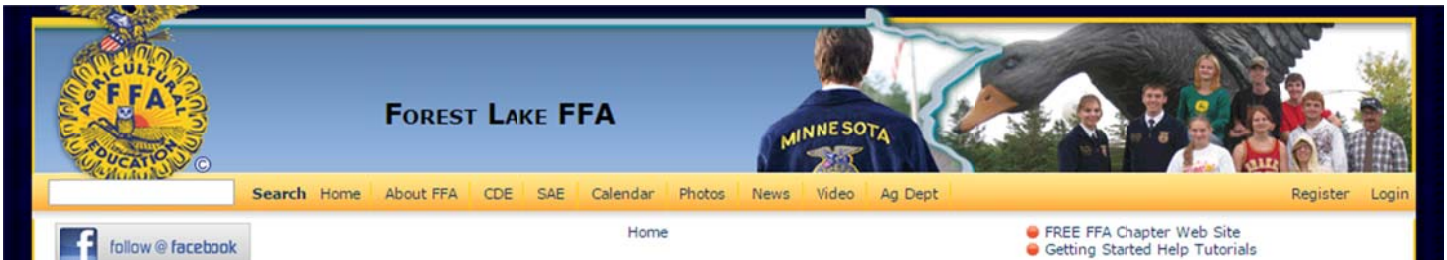 AGRICULTURAL
FFA
EDUCATION
©
FOREST LAKE FFA
MINNESOTA
Search Home About FFA CDE SAE Calendar Photos News Video Ag Dept Register Login
follow @ facebook
Home
FREE FFA Chapter Web Site
Getting Started Help Tutorials